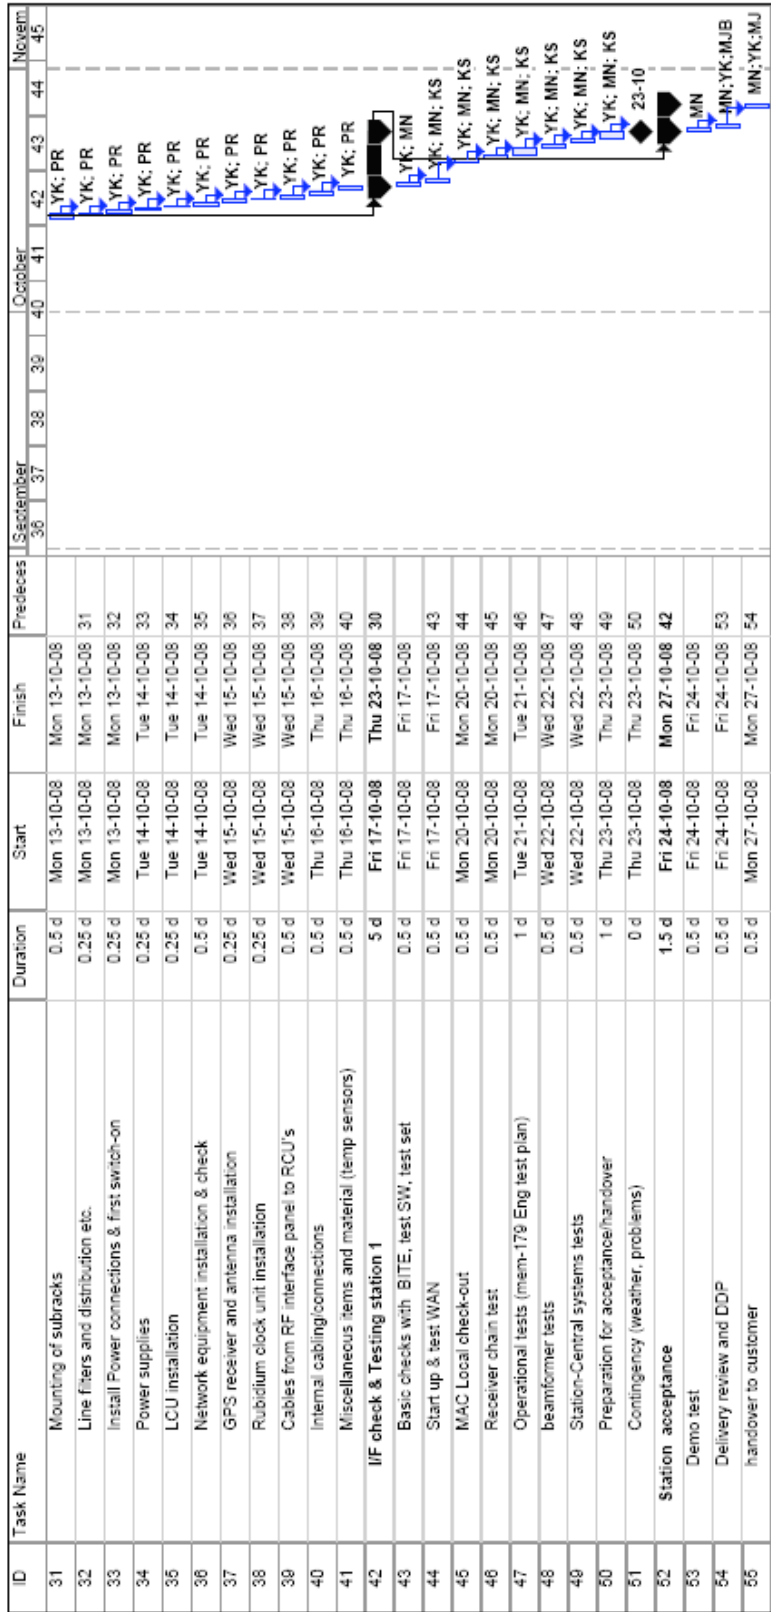 ID Task Name Duration Start Finish Predeces September October Novem
36 37 38 39 40 41 42 43 44 45
31 Mounting of subracks 0.5 d Mon 13-10-08 Mon 13-10-08 YK; PR
32 Line filters and distribution etc. 0.25 d Mon 13-10-08 Mon 13-10-08 31 YK; PR
33 Install Power connections & first switch-on 0.25 d Mon 13-10-08 Mon 13-10-08 32 YK; PR
34 Power supplies 0.25 d Tue 14-10-08 Tue 14-10-08 33 YK; PR
35 LCU installation 0.25 d Tue 14-10-08 Tue 14-10-08 34 YK; PR
36 Network equipment installation & check 0.5 d Tue 14-10-08 Tue 14-10-08 35 YK; PR
37 GPS receiver and antenna installation 0.25 d Wed 15-10-08 Wed 15-10-08 36 YK; PR
38 Rubidium clock unit installation 0.25 d Wed 15-10-08 Wed 15-10-08 37 YK; PR
39 Cables from RF interface panel to RCU's 0.5 d Wed 15-10-08 Wed 15-10-08 38 YK; PR
40 Internal cabling/connections 0.5 d Thu 16-10-08 Thu 16-10-08 39 YK; PR
41 Miscellaneous items and material (temp sensors) 0.5 d Thu 16-10-08 Thu 16-10-08 40 YK; PR
42 I/F check & Testing station 1 5 d Fri 17-10-08 Thu 23-10-08 30
43 Basic checks with BITE, test SW, test set 0.5 d Fri 17-10-08 Fri 17-10-08 YK; MN
44 Start up & test WAN 0.5 d Fri 17-10-08 Fri 17-10-08 43 YK; MN; KS
45 MAC Local check-out 0.5 d Mon 20-10-08 Mon 20-10-08 44 YK; MN; KS
46 Receiver chain test 0.5 d Mon 20-10-08 Mon 20-10-08 45 YK; MN; KS
47 Operational tests (mem-179 Eng test plan) 1 d Tue 21-10-08 Tue 21-10-08 46 YK; MN; KS
48 beamformer tests 0.5 d Wed 22-10-08 Wed 22-10-08 47 YK; MN; KS
49 Station-Central systems tests 0.5 d Wed 22-10-08 Wed 22-10-08 48 YK; MN; KS
50 Preparation for acceptance/handover 1 d Thu 23-10-08 Thu 23-10-08 49 YK; MN; KS
51 Contingency (weather, problems) 0 d Thu 23-10-08 Thu 23-10-08 50 23-10
52 Station acceptance 1.5 d Fri 24-10-08 Mon 27-10-08 42
53 Demo test 0.5 d Fri 24-10-08 Fri 24-10-08 MN
54 Delivery review and DDP 0.5 d Fri 24-10-08 Fri 24-10-08 53 MN;YK;MJB
55 handover to customer 0.5 d Mon 27-10-08 Mon 27-10-08 54 MN;YK;MJ